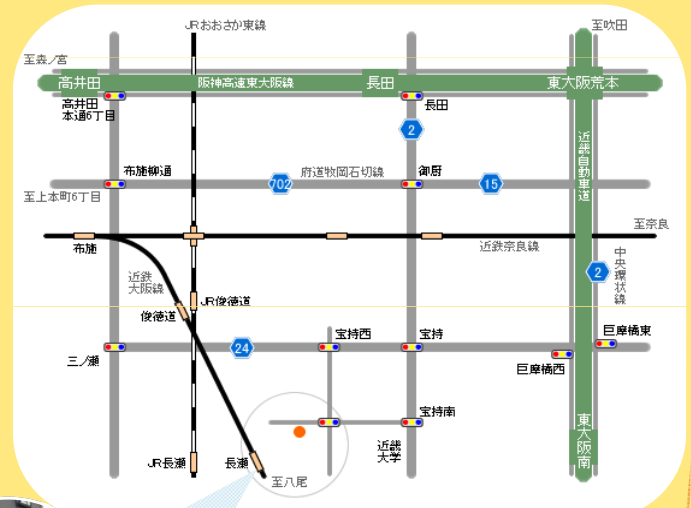 JRおおさか東線
至吹田
至森ノ宮
高井田
阪神高速東大阪線
長田
東大阪荒本
高井田
本通6丁目
長田
2
近畿自動車道
布施柳通
702
府道枚岡石切線
御厨
15
至上本町6丁目
至奈良
布施
近鉄奈良線
中央環状線
近鉄
大阪線
2
JR俊徳道
俊徳道
24
宝持西
宝持
巨摩橋東
三ノ瀬
巨摩橋西
宝持南
東大阪南
近畿
大学
JR長瀬
長瀬
至八尾